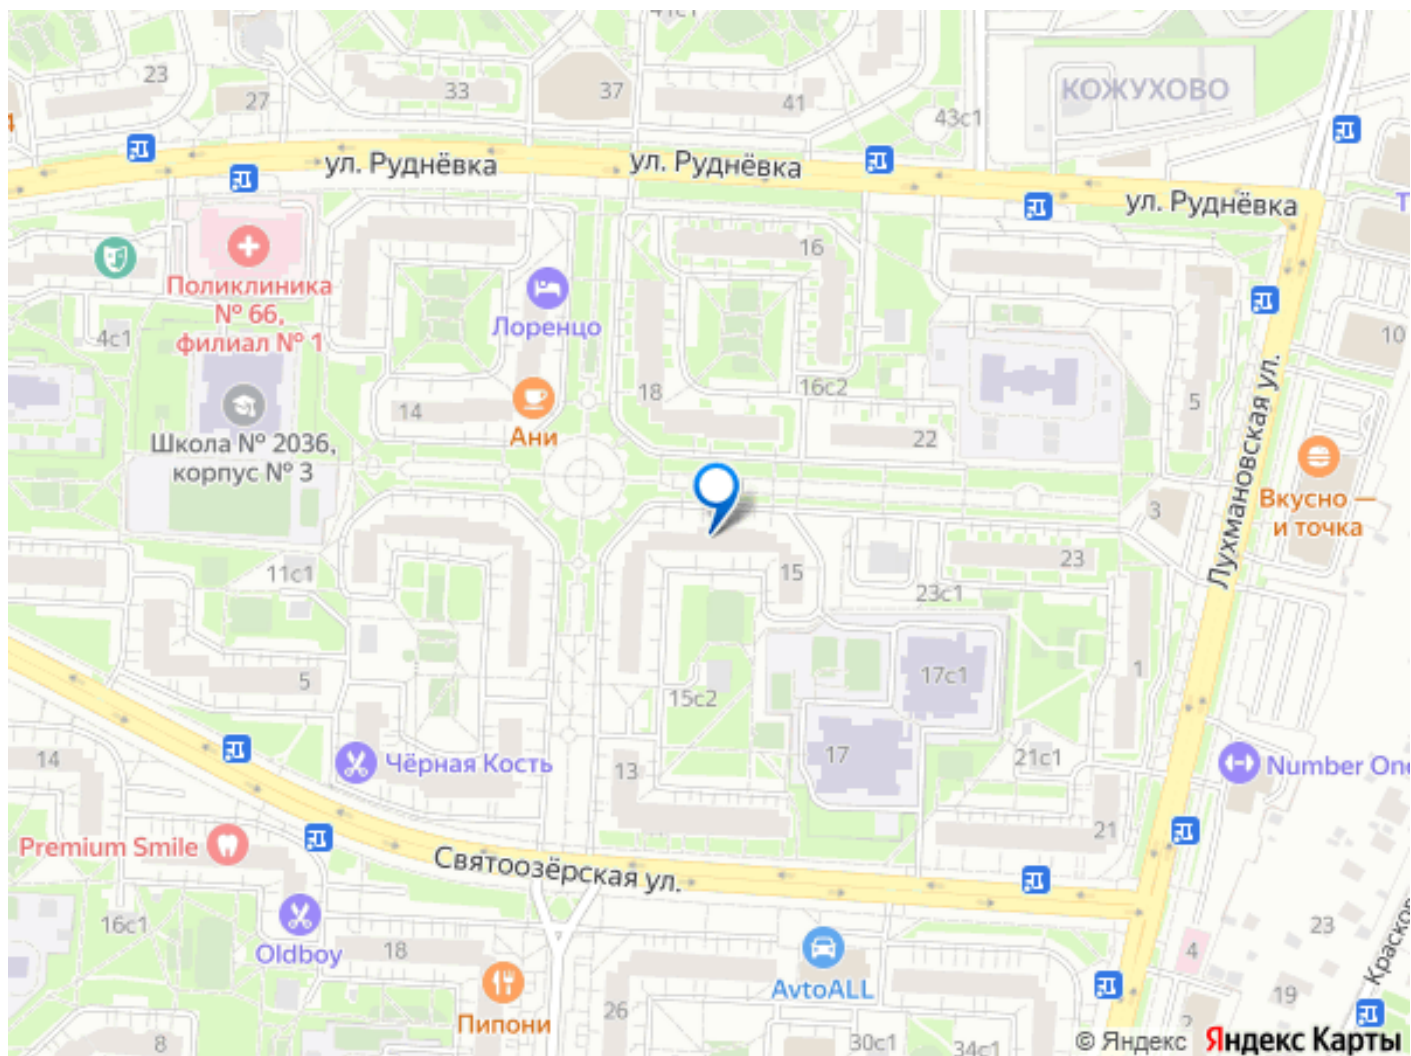 41с1
23
33
37
27
41
КОЖУХОВО
43с1
ул. Руднёвка
ул. Руднёвка
ул. Руднёвка
Т
4
16
Поликлиника
№ 66,
филиал № 1
4с1
Лоренцо
10
18
16с2
5
14
Ани
22
Школа № 2036,
корпус № 3
Лухмановская ул.
Вкусно —
и точка
3
11с1
15
23
23с1
5
15с2
17с1
1
14
Чёрная Кость
13
17
21с1
Number One
21
Premium Smile
Святоозёрская ул.
16с1
Oldboy
18
23
4
Красков
AvtoALL
19
26
Пипони
2
8
30с1
34с1
© Яндекс Яндекс Карты